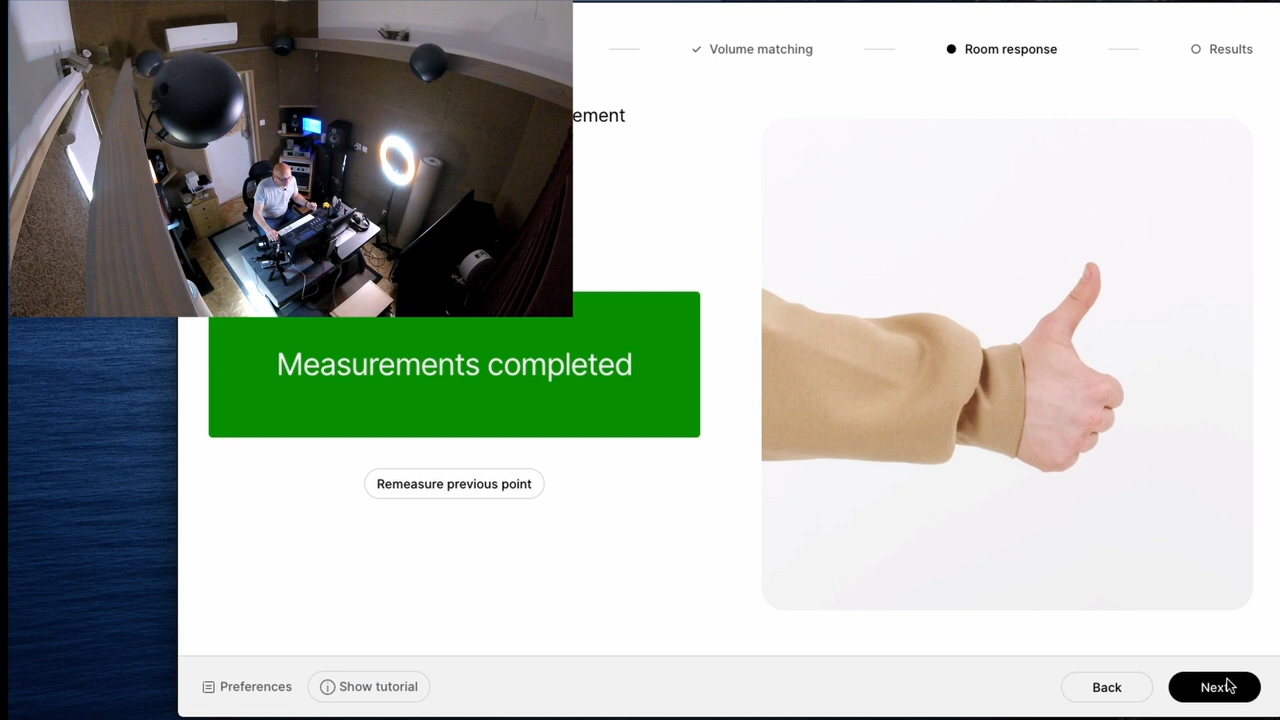 Volume matching
Room response
Results
ement
Measurements completed
Remeasure previous point
Preferences
Show tutorial
Back
Next